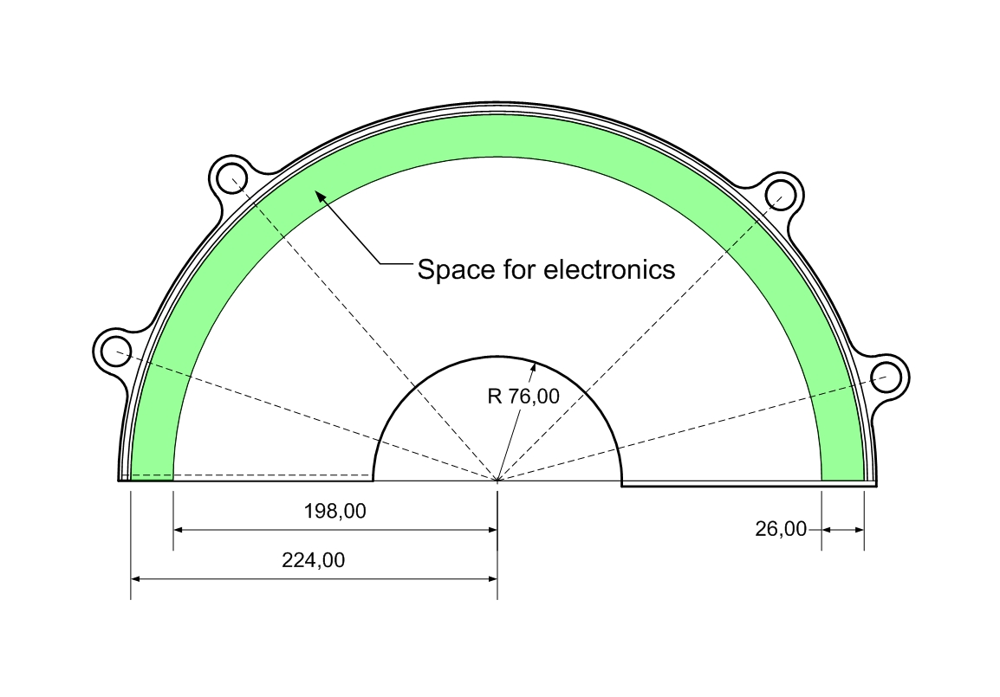 Space for electronics
R 76,00
198,00
26,00
224,00